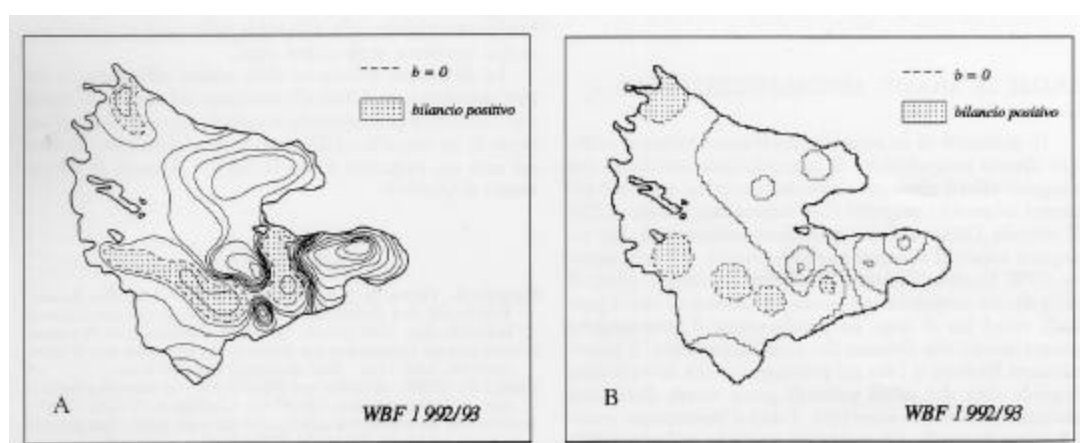 b = 0
bilancio positivo
A
WBF 1992/93
b = 0
bilancio positivo
B
WBF 1992/93